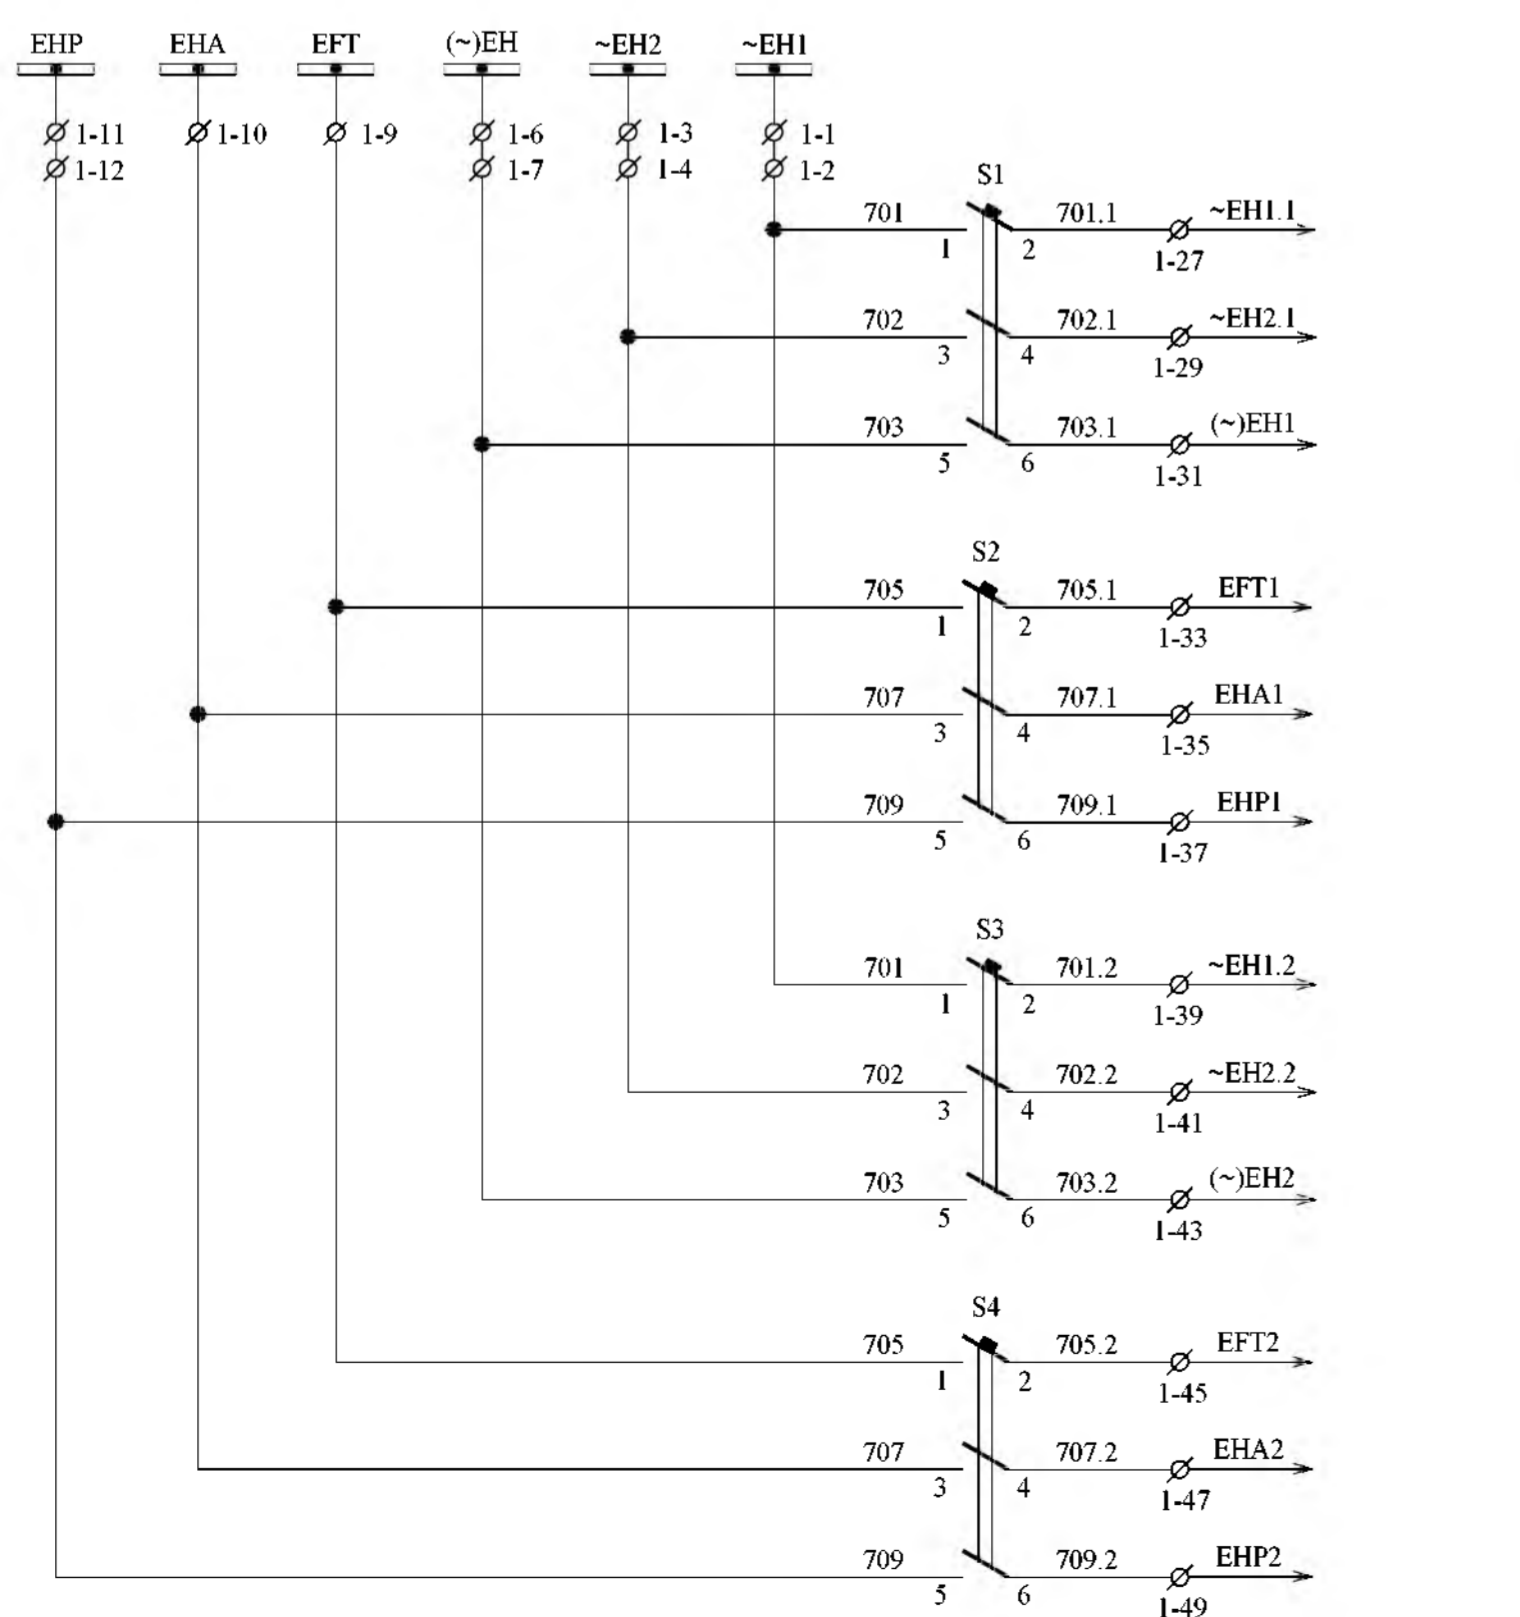 EHP EHA EFT (~)EH ~EH2 ~EH1
1-11 1-10 1-9 1-6 1-3 1-1
1-12 1-7 1-4 1-2
S1
701 701.1 ~EH1.1
1 2 1-27
702 702.1 ~EH2.1
3 4 1-29
703 703.1 (~)EH1
5 6 1-31
S2
705 705.1 EFT1
1 2 1-33
707 707.1 EHA1
3 4 1-35
709 709.1 EHP1
5 6 1-37
S3
701 701.2 ~EH1.2
1 2 1-39
702 702.2 ~EH2.2
3 4 1-41
703 703.2 (~)EH2
5 6 1-43
S4
705 705.2 EFT2
1 2 1-45
707 707.2 EHA2
3 4 1-47
709 709.2 EHP2
5 6 1-49